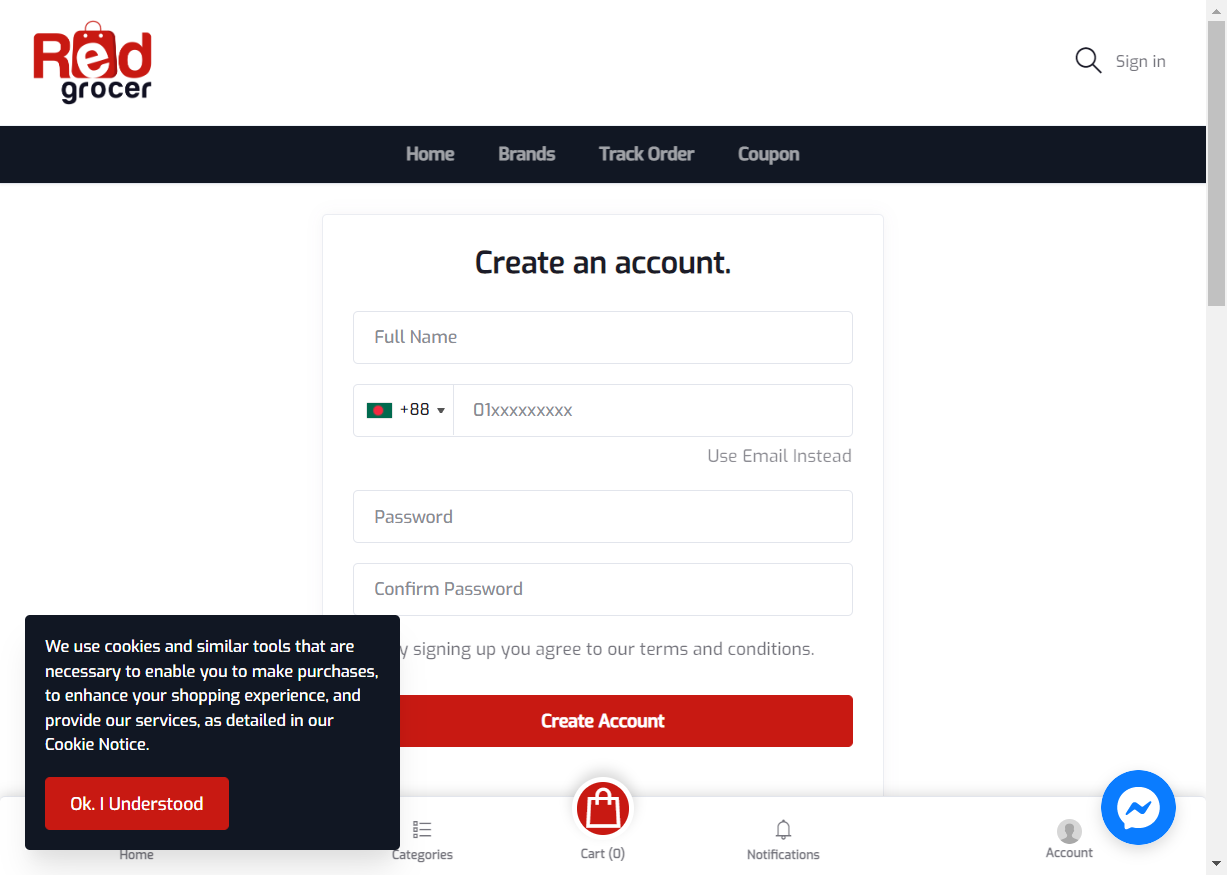 Red
grocer
Sign in
Home
Brands
Track Order
Coupon
Create an account.
Full Name
+88
01xxxxxxxxx
Use Email Instead
Password
Confirm Password
y signing up you agree to our terms and conditions.
Create Account
We use cookies and similar tools that are
necessary to enable you to make purchases,
to enhance your shopping experience, and
provide our services, as detailed in our
Cookie Notice.
Ok. I Understood
Home
Categories
Cart (0)
Notifications
Account